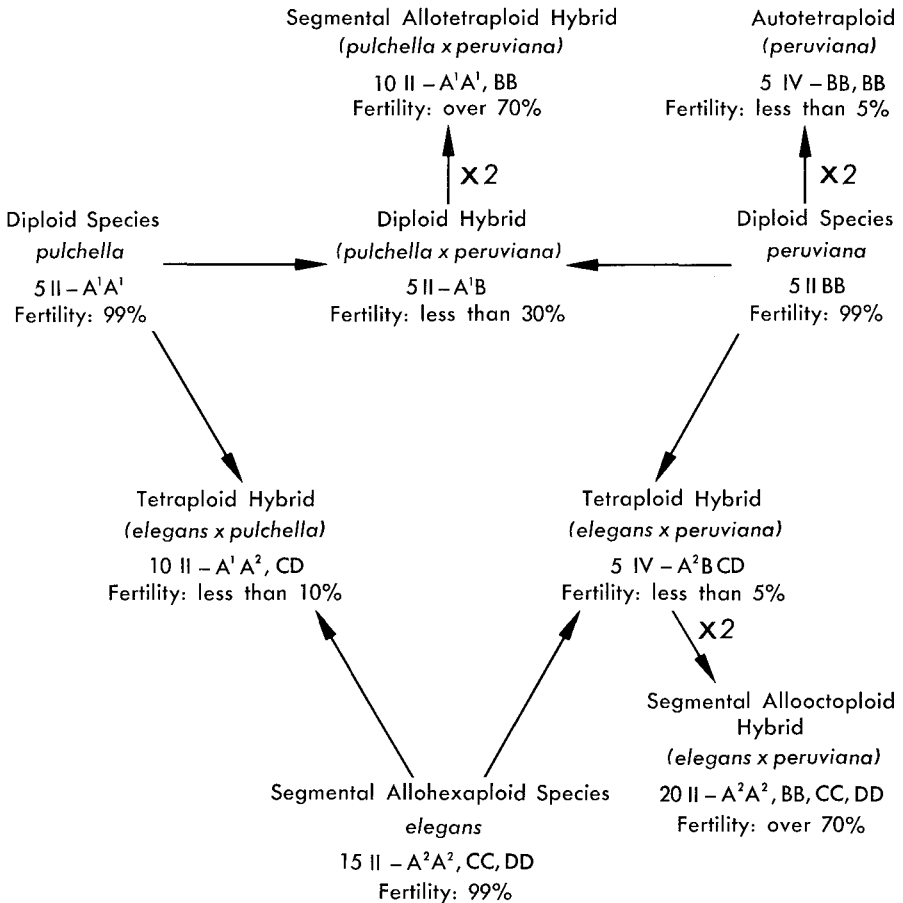 Segmental Allotetraploid Hybrid
(pulchella x peruviana)
10 II – A¹A¹, BB
Fertility: over 70%
Autotetraploid
(peruviana)
5 IV – BB, BB
Fertility: less than 5%
X2
X2
Diploid Species
pulchella
5 II – A¹A¹
Fertility: 99%
Diploid Hybrid
(pulchella x peruviana)
5 II – A¹B
Fertility: less than 30%
Diploid Species
peruviana
5 II BB
Fertility: 99%
Tetraploid Hybrid
(elegans x pulchella)
10 II – A¹ A², CD
Fertility: less than 10%
Tetraploid Hybrid
(elegans x peruviana)
5 IV – A²B CD
Fertility: less than 5%
X2
Segmental Allooctoploid
Hybrid
(elegans x peruviana)
20 II – A²A², BB, CC, DD
Fertility: over 70%
Segmental Allohexaploid Species
elegans
15 II – A²A², CC, DD
Fertility: 99%